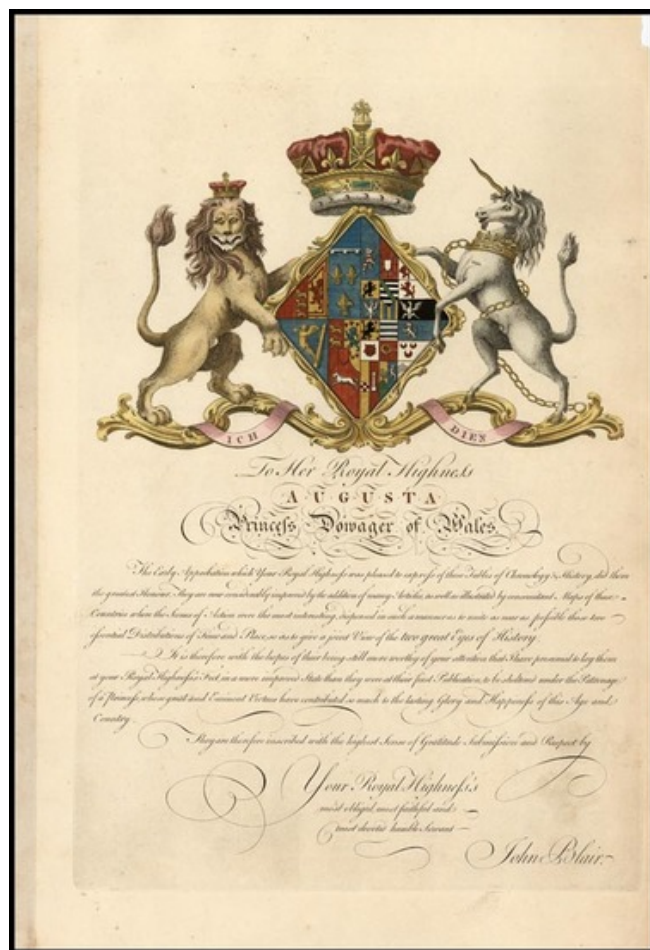 ICH DIEN
To Her Royal Highness
AUGUSTA
Princess Dowager of Wales
The Early Approbation which Your Royal Highness was pleased to express of these Tables of Chronology & History, did them
the greatest Honour. They are now considerably improved by the addition of many Articles, as well as illustrated by concomitant Maps of those
Countries where the Scenes of Action were the most interesting, disposed in such a manner as to unite as near as possible those two
essential Distributions of Time and Place, so as to give a joint View of the two great Eyes of History.
It is therefore with the hopes of their being still more worthy of your attention that I have presumed to lay them
at your Royal Highness's Feet, in a more improved State than they were at their first Publication, to be sheltered under the Patronage
of a Princess, whose great and Eminent Virtues have contributed so much to the lasting Glory and Happiness of this Age and
Country.
They are therefore inscribed with the highest Sense of Gratitude Submission and Respect by
Your Royal Highness's
most obliged, most faithful and
most devoted humble Servant
John Blair.